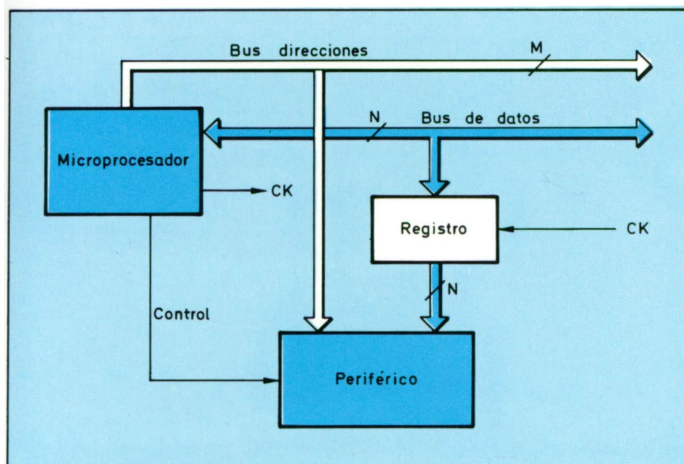 Bus direcciones
M
N
Bus de datos
Microprocesador
CK
Registro
CK
N
Control
Periférico